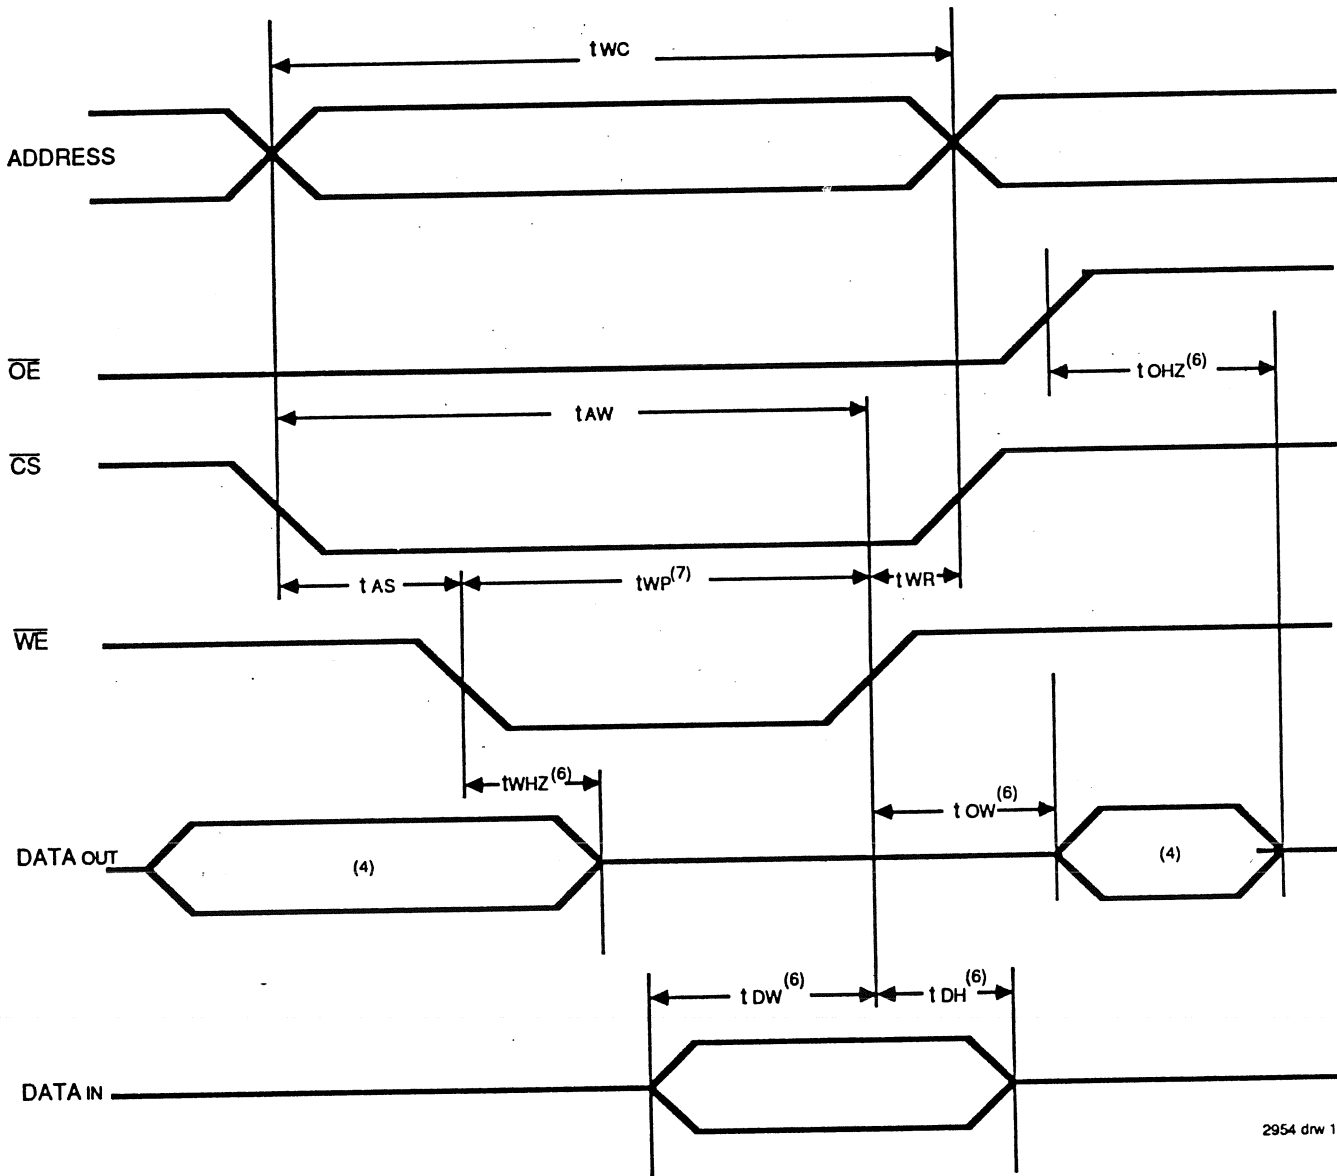 tWC
ADDRESS
OE
tOHZ(6)
tAW
CS
tAS
tWP(7)
tWR
WE
tWHZ(6)
tOW(6)
DATA OUT
(4)
(4)
tDW(6)
tDH(6)
DATA IN
2954 drw 1